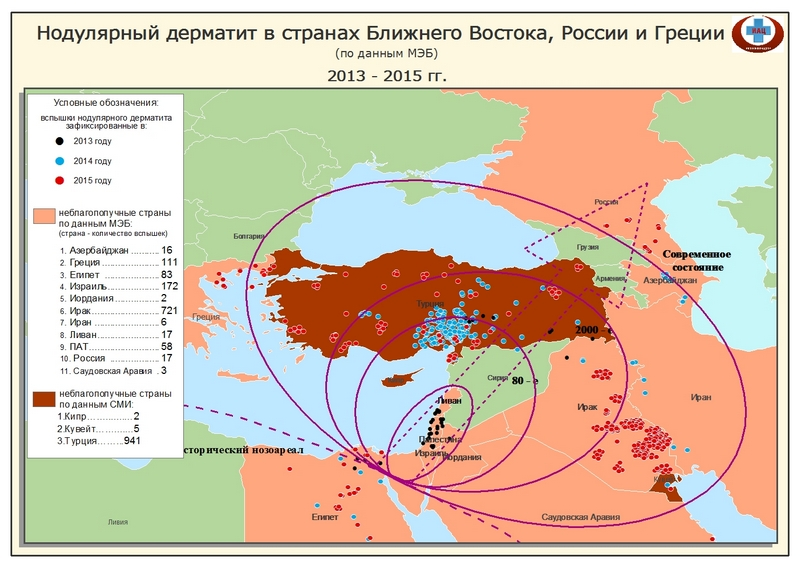 Нодулярный дерматит в странах Ближнего Востока, России и Греции
(по данным МЭБ)
2013 - 2015 гг.
ИАЦ
Условные обозначения:
вспышки нодулярного дерматита
зафиксированные в:
2013 году
2014 году
2015 году
неблагополучные страны
по данным МЭБ:
(страна - количество вспышек)
1. Азербайджан ........... 16
2. Греция ...................... 111
3. Египет ...................... 83
4. Израиль.................... 172
5. Иордания.................. 2
6. Ирак.......................... 721
7. Иран ......................... 6
8. Ливан ....................... 17
9. ПАТ........................... 58
10. Россия .................... 17
11. Саудовская Аравия . 3
неблагополучные страны
по данным СМИ:
1.Кипр...............2
2.Кувейт............5
3.Турция.........941
Россия
Болгария
Грузия
Современное
состояние
Армения
Азербайджан
Турция
Греция
2000 - е
Сирия
80 – е
Иран
Ливан
Ирак
Палестина
сторический нозоареал
Израиль
Иордания
Египет
Саудовская Аравия
Ливия